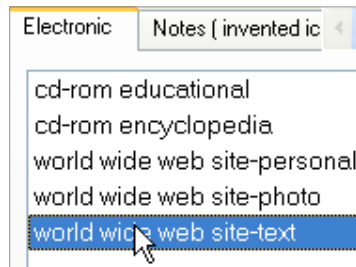 Electronic Notes ( invented ic
cd-rom educational
cd-rom encyclopedia
world wide web site-personal
world wide web site-photo
world wide web site-text